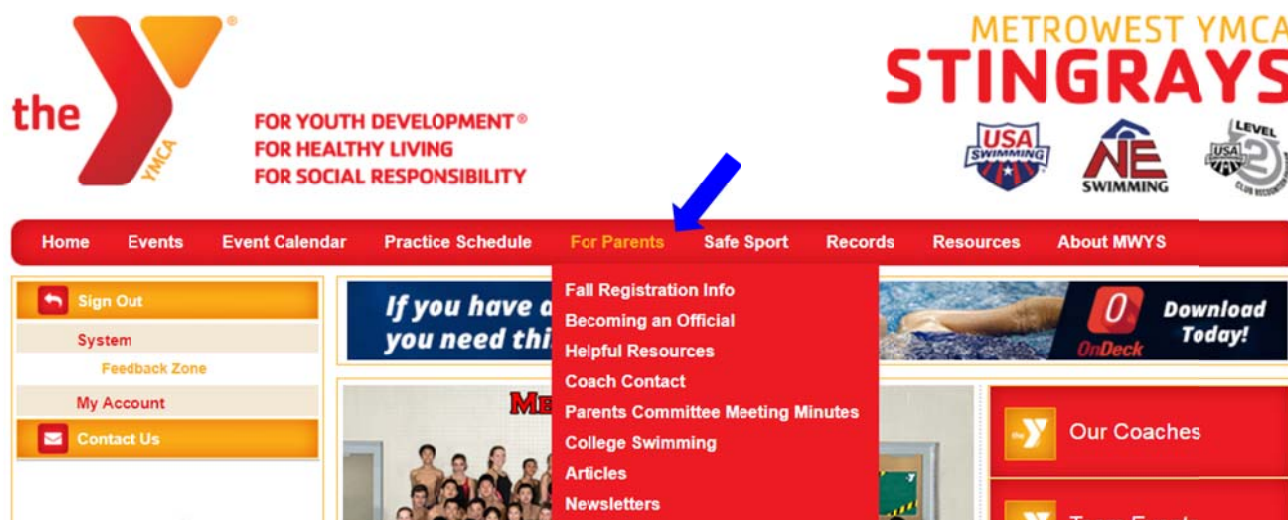 the
YMCA
®
FOR YOUTH DEVELOPMENT®
FOR HEALTHY LIVING
FOR SOCIAL RESPONSIBILITY
METROWEST YMCA
STINGRAYS
USA
SWIMMING
NE
SWIMMING
LEVEL
USA
2
Home Events Event Calendar Practice Schedule For Parents Safe Sport Records Resources About MWYS
Sign Out
System
Feedback Zone
My Account
Contact Us
If you have a
you need thi
Fall Registration Info
Becoming an Official
Helpful Resources
Coach Contact
Parents Committee Meeting Minutes
College Swimming
Articles
Newsletters
OnDeck
Download
Today!
Our Coaches